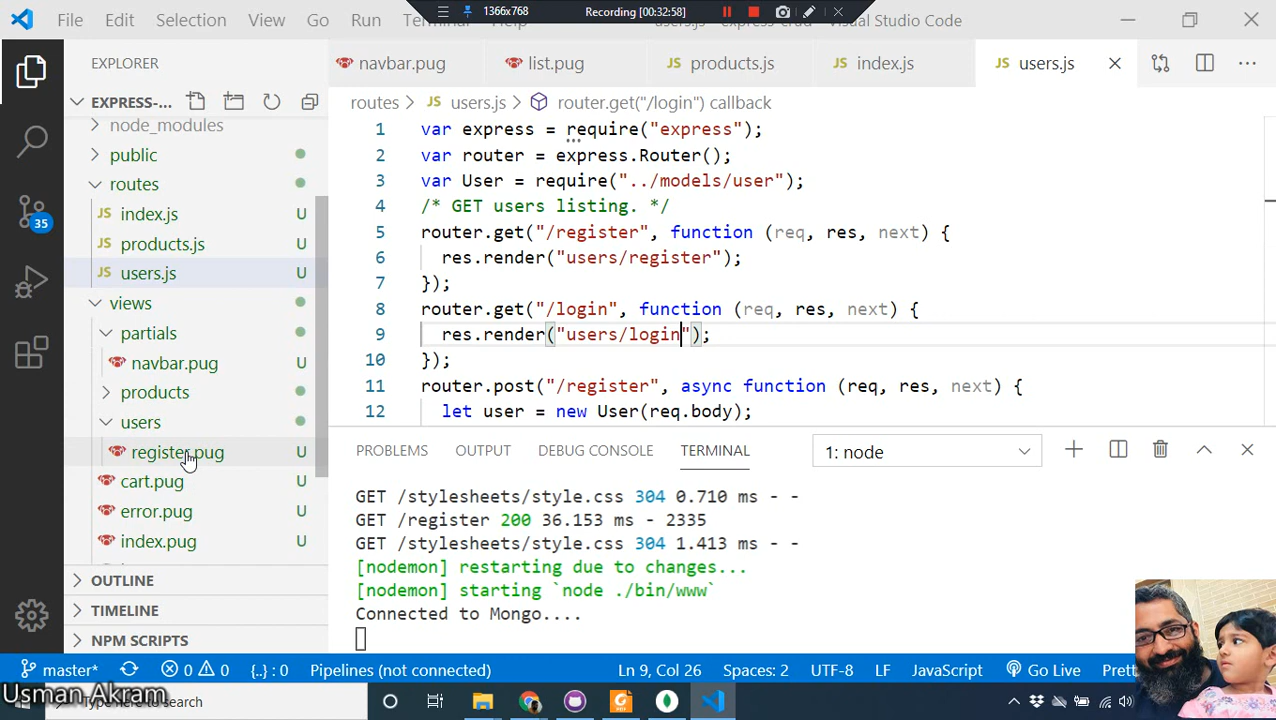 File Edit Selection View Go Run Terminal
1366x768 Recording [00:32:58]
Visual Studio Code
EXPLORER
navbar.pug list.pug products.js index.js users.js
EXPRESS-...
routes users.js router.get("/login") callback
node_modules
public
routes
index.js U
products.js U
users.js U
views
partials
navbar.pug U
products
users
register.pug U
cart.pug U
error.pug U
index.pug U
OUTLINE
TIMELINE
NPM SCRIPTS
1 var express = require("express");
2 var router = express.Router();
3 var User = require("../models/user");
4 /* GET users listing. */
5 router.get("/register", function (req, res, next) {
6 res.render("users/register");
7 });
8 router.get("/login", function (req, res, next) {
9 res.render("users/login");
10 });
11 router.post("/register", async function (req, res, next) {
12 let user = new User(req.body);
PROBLEMS OUTPUT DEBUG CONSOLE TERMINAL 1: node
GET /stylesheets/style.css 304 0.710 ms - -
GET /register 200 36.153 ms - 2335
GET /stylesheets/style.css 304 1.413 ms - -
[nodemon] restarting due to changes...
[nodemon] starting `node ./bin/www`
Connected to Mongo....
35
master* 0 0 {..} : 0 Pipelines (not connected) Ln 9, Col 26 Spaces: 2 UTF-8 LF JavaScript Go Live
Usman Akram
here to search